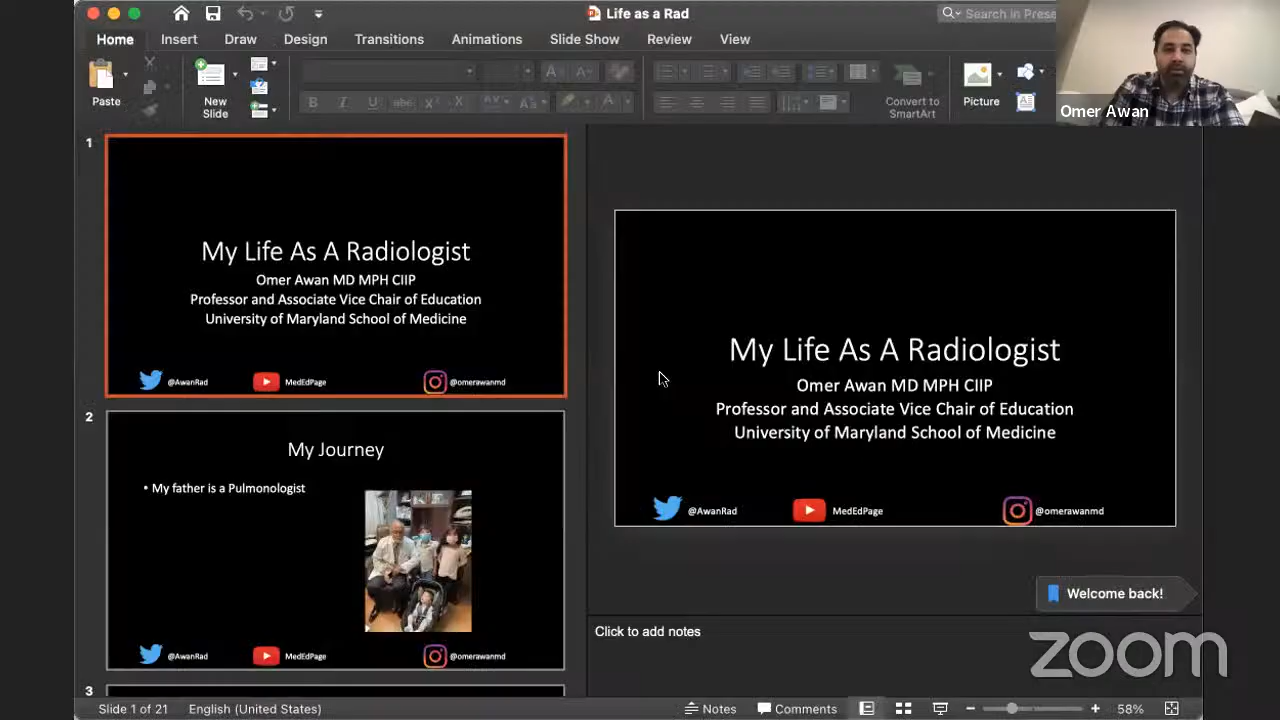 Life as a Rad
Search in Prese
Home Insert Draw Design Transitions Animations Slide Show Review View
Paste
New
Slide
Convert to
SmartArt
Picture
Omer Awan
1
My Life As A Radiologist
Omer Awan MD MPH CIIP
Professor and Associate Vice Chair of Education
University of Maryland School of Medicine
@AwanRad MedEdPage @omerawanmd
2
My Journey
• My father is a Pulmonologist
@AwanRad MedEdPage @omerawanmd
3
My Life As A Radiologist
Omer Awan MD MPH CIIP
Professor and Associate Vice Chair of Education
University of Maryland School of Medicine
@AwanRad MedEdPage @omerawanmd
Welcome back!
Click to add notes
zoom
Slide 1 of 21 English (United States) Notes Comments 58%